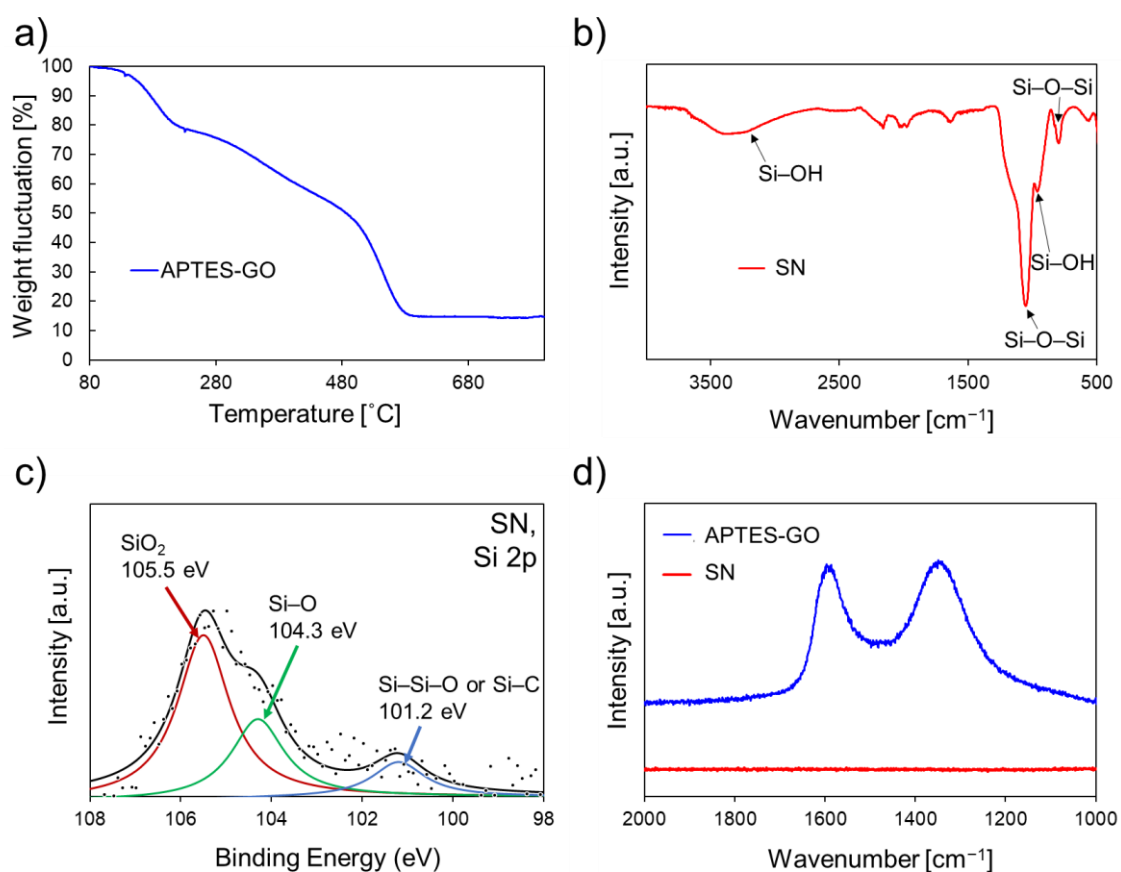 a)
100
90
80
70
60
50
40
30
20
10
0
Weight fluctuation [%]
APTES-GO
80 280 480 680
Temperature [˚C]
b)
Intensity [a.u.]
Si–O–Si
Si–OH
SN
Si–OH
Si–O–Si
3500 2500 1500 500
Wavenumber [cm⁻¹]
c)
Intensity [a.u.]
SN,
Si 2p
SiO₂
105.5 eV
Si–O
104.3 eV
Si–Si–O or Si–C
101.2 eV
108 106 104 102 100 98
Binding Energy (eV)
d)
Intensity [a.u.]
APTES-GO
SN
2000 1800 1600 1400 1200 1000
Wavenumber [cm⁻¹]